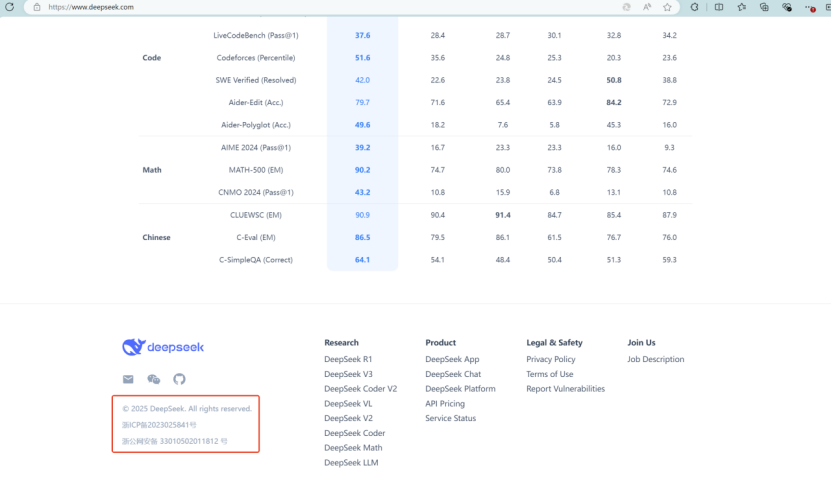 https://www.deepseek.com
LiveCodeBench (Pass@1) 37.6 28.4 28.7 30.1 32.8 34.2
Code Codeforces (Percentile) 51.6 35.6 24.8 25.3 20.3 23.6
SWE Verified (Resolved) 42.0 22.6 23.8 24.5 50.8 38.8
Aider-Edit (Acc.) 79.7 71.6 65.4 63.9 84.2 72.9
Aider-Polyglot (Acc.) 49.6 18.2 7.6 5.8 45.3 16.0
AIME 2024 (Pass@1) 39.2 16.7 23.3 23.3 16.0 9.3
Math MATH-500 (EM) 90.2 74.7 80.0 73.8 78.3 74.6
CNMO 2024 (Pass@1) 43.2 10.8 15.9 6.8 13.1 10.8
CLUEWSC (EM) 90.9 90.4 91.4 84.7 85.4 87.9
Chinese C-Eval (EM) 86.5 79.5 86.1 61.5 76.7 76.0
C-SimpleQA (Correct) 64.1 54.1 48.4 50.4 51.3 59.3
deepseek
© 2025 DeepSeek. All rights reserved.
浙ICP备2023025841号
浙公网安备 33010502011812 号
Research
DeepSeek R1
DeepSeek V3
DeepSeek Coder V2
DeepSeek VL
DeepSeek V2
DeepSeek Coder
DeepSeek Math
DeepSeek LLM
Product
DeepSeek App
DeepSeek Chat
DeepSeek Platform
API Pricing
Service Status
Legal & Safety
Privacy Policy
Terms of Use
Report Vulnerabilities
Join Us
Job Description